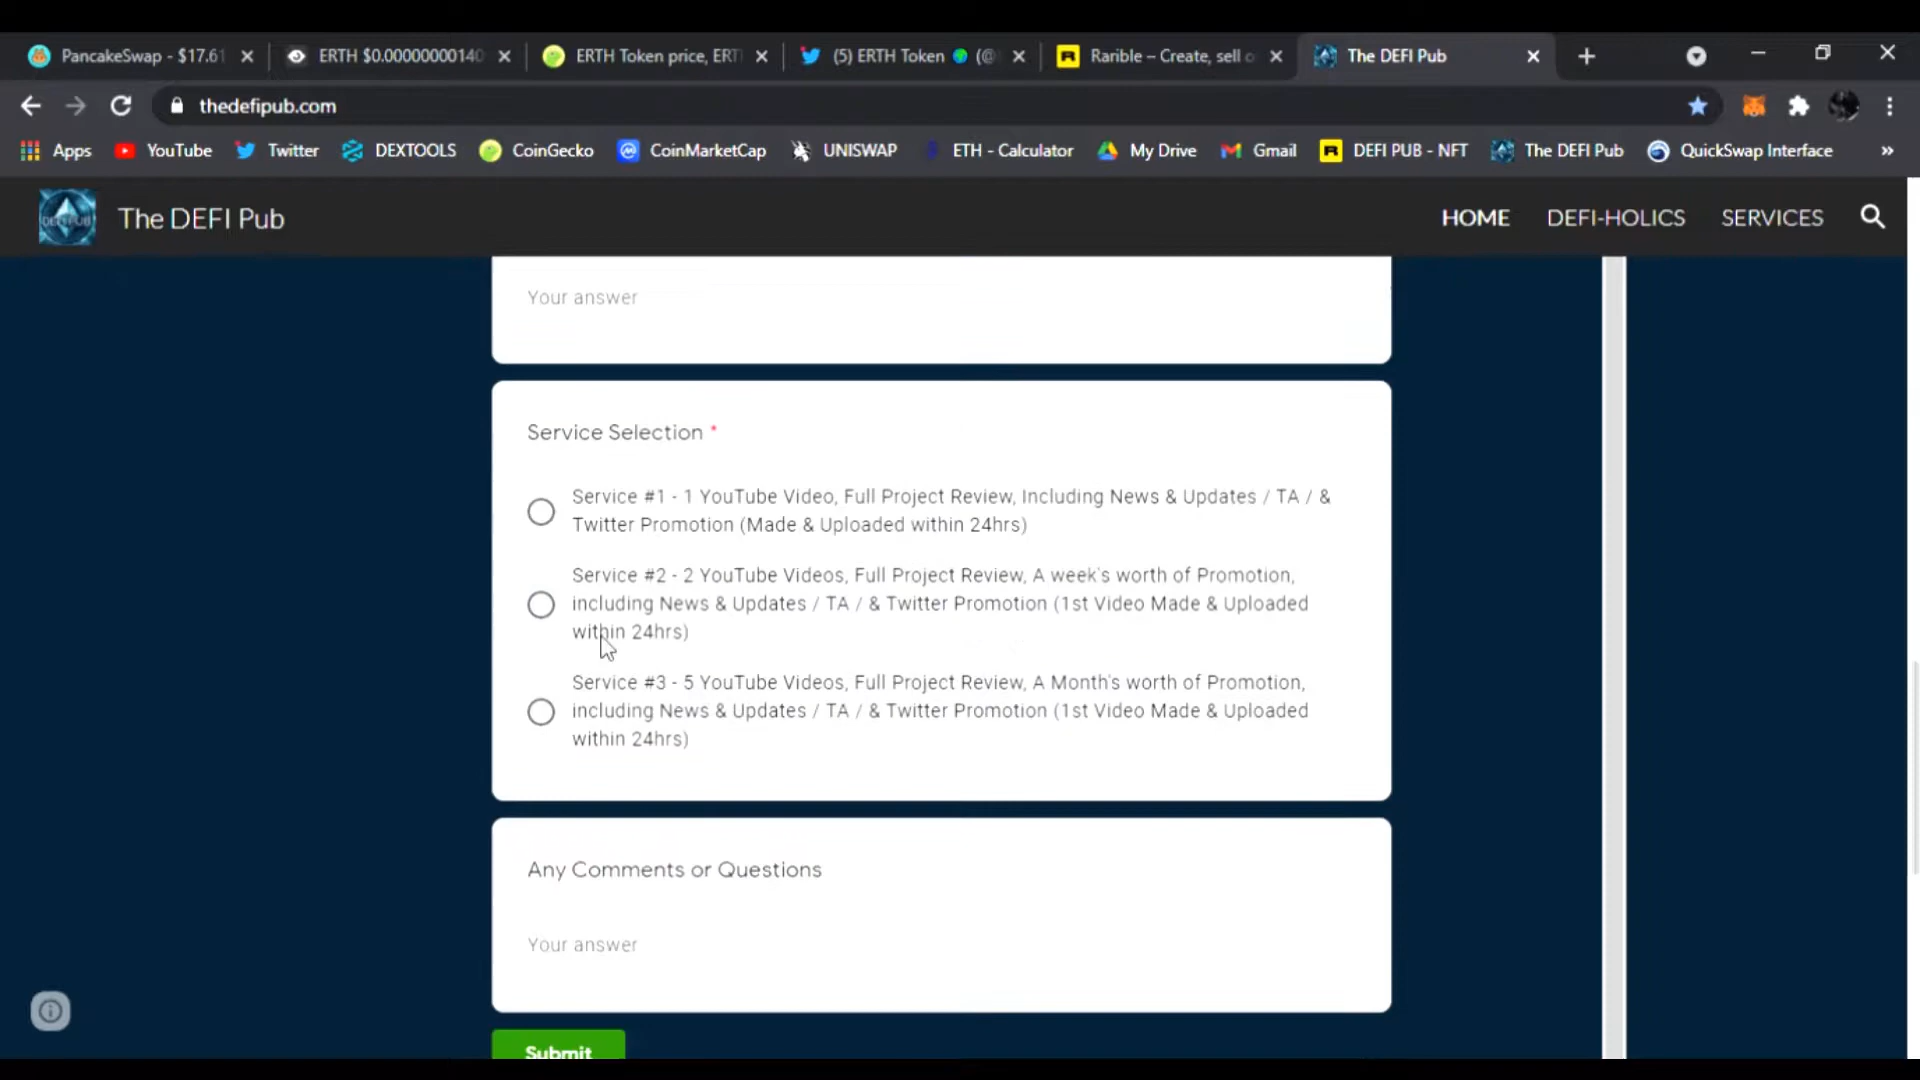 PancakeSwap - $17.61
ERTH $0.0000000140
ERTH Token price, ERT
(5) ERTH Token 🌍 (@
Rarible – Create, sell o
The DEFI Pub
thedefipub.com
Apps
YouTube
Twitter
DEXTOOLS
CoinGecko
CoinMarketCap
UNISWAP
ETH - Calculator
My Drive
Gmail
DEFI PUB - NFT
The DEFI Pub
QuickSwap Interface
»
The DEFI Pub
HOME
DEFI-HOLICS
SERVICES
Your answer
Service Selection *
Service #1 - 1 YouTube Video, Full Project Review, Including News & Updates / TA / &
Twitter Promotion (Made & Uploaded within 24hrs)
Service #2 - 2 YouTube Videos, Full Project Review, A week's worth of Promotion,
including News & Updates / TA / & Twitter Promotion (1st Video Made & Uploaded
within 24hrs)
Service #3 - 5 YouTube Videos, Full Project Review, A Month's worth of Promotion,
including News & Updates / TA / & Twitter Promotion (1st Video Made & Uploaded
within 24hrs)
Any Comments or Questions
Your answer
Submit